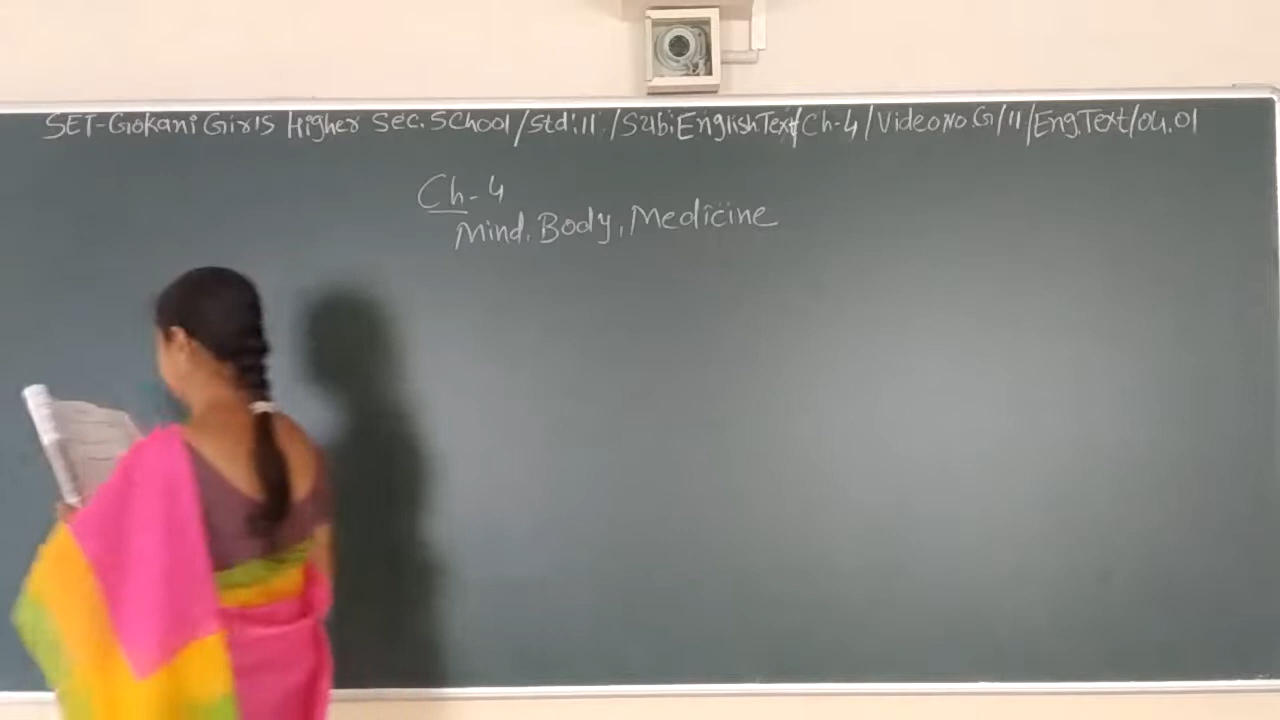 SET-Gokani Girls Higher Sec. School/Std:11/Sub:English Text/Ch-4/Video No.G/11/Eng.Text/04.01
Ch-4
Mind, Body, Medicine